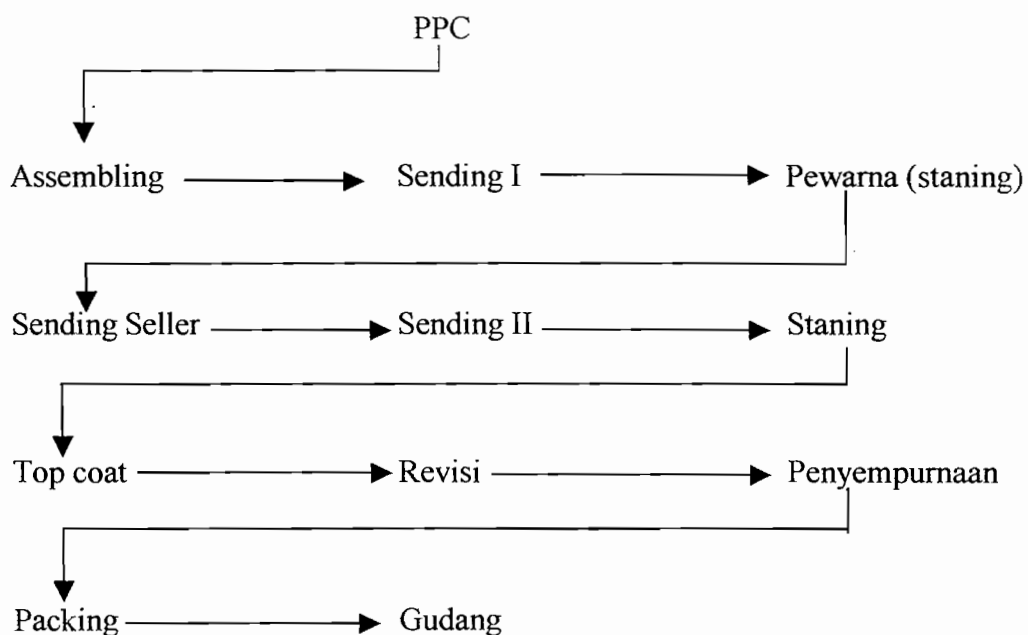 PPC
Assembling Sending I Pewarna (staning)
Sending Seller Sending II Staning
Top coat Revisi Penyempurnaan
Packing Gudang